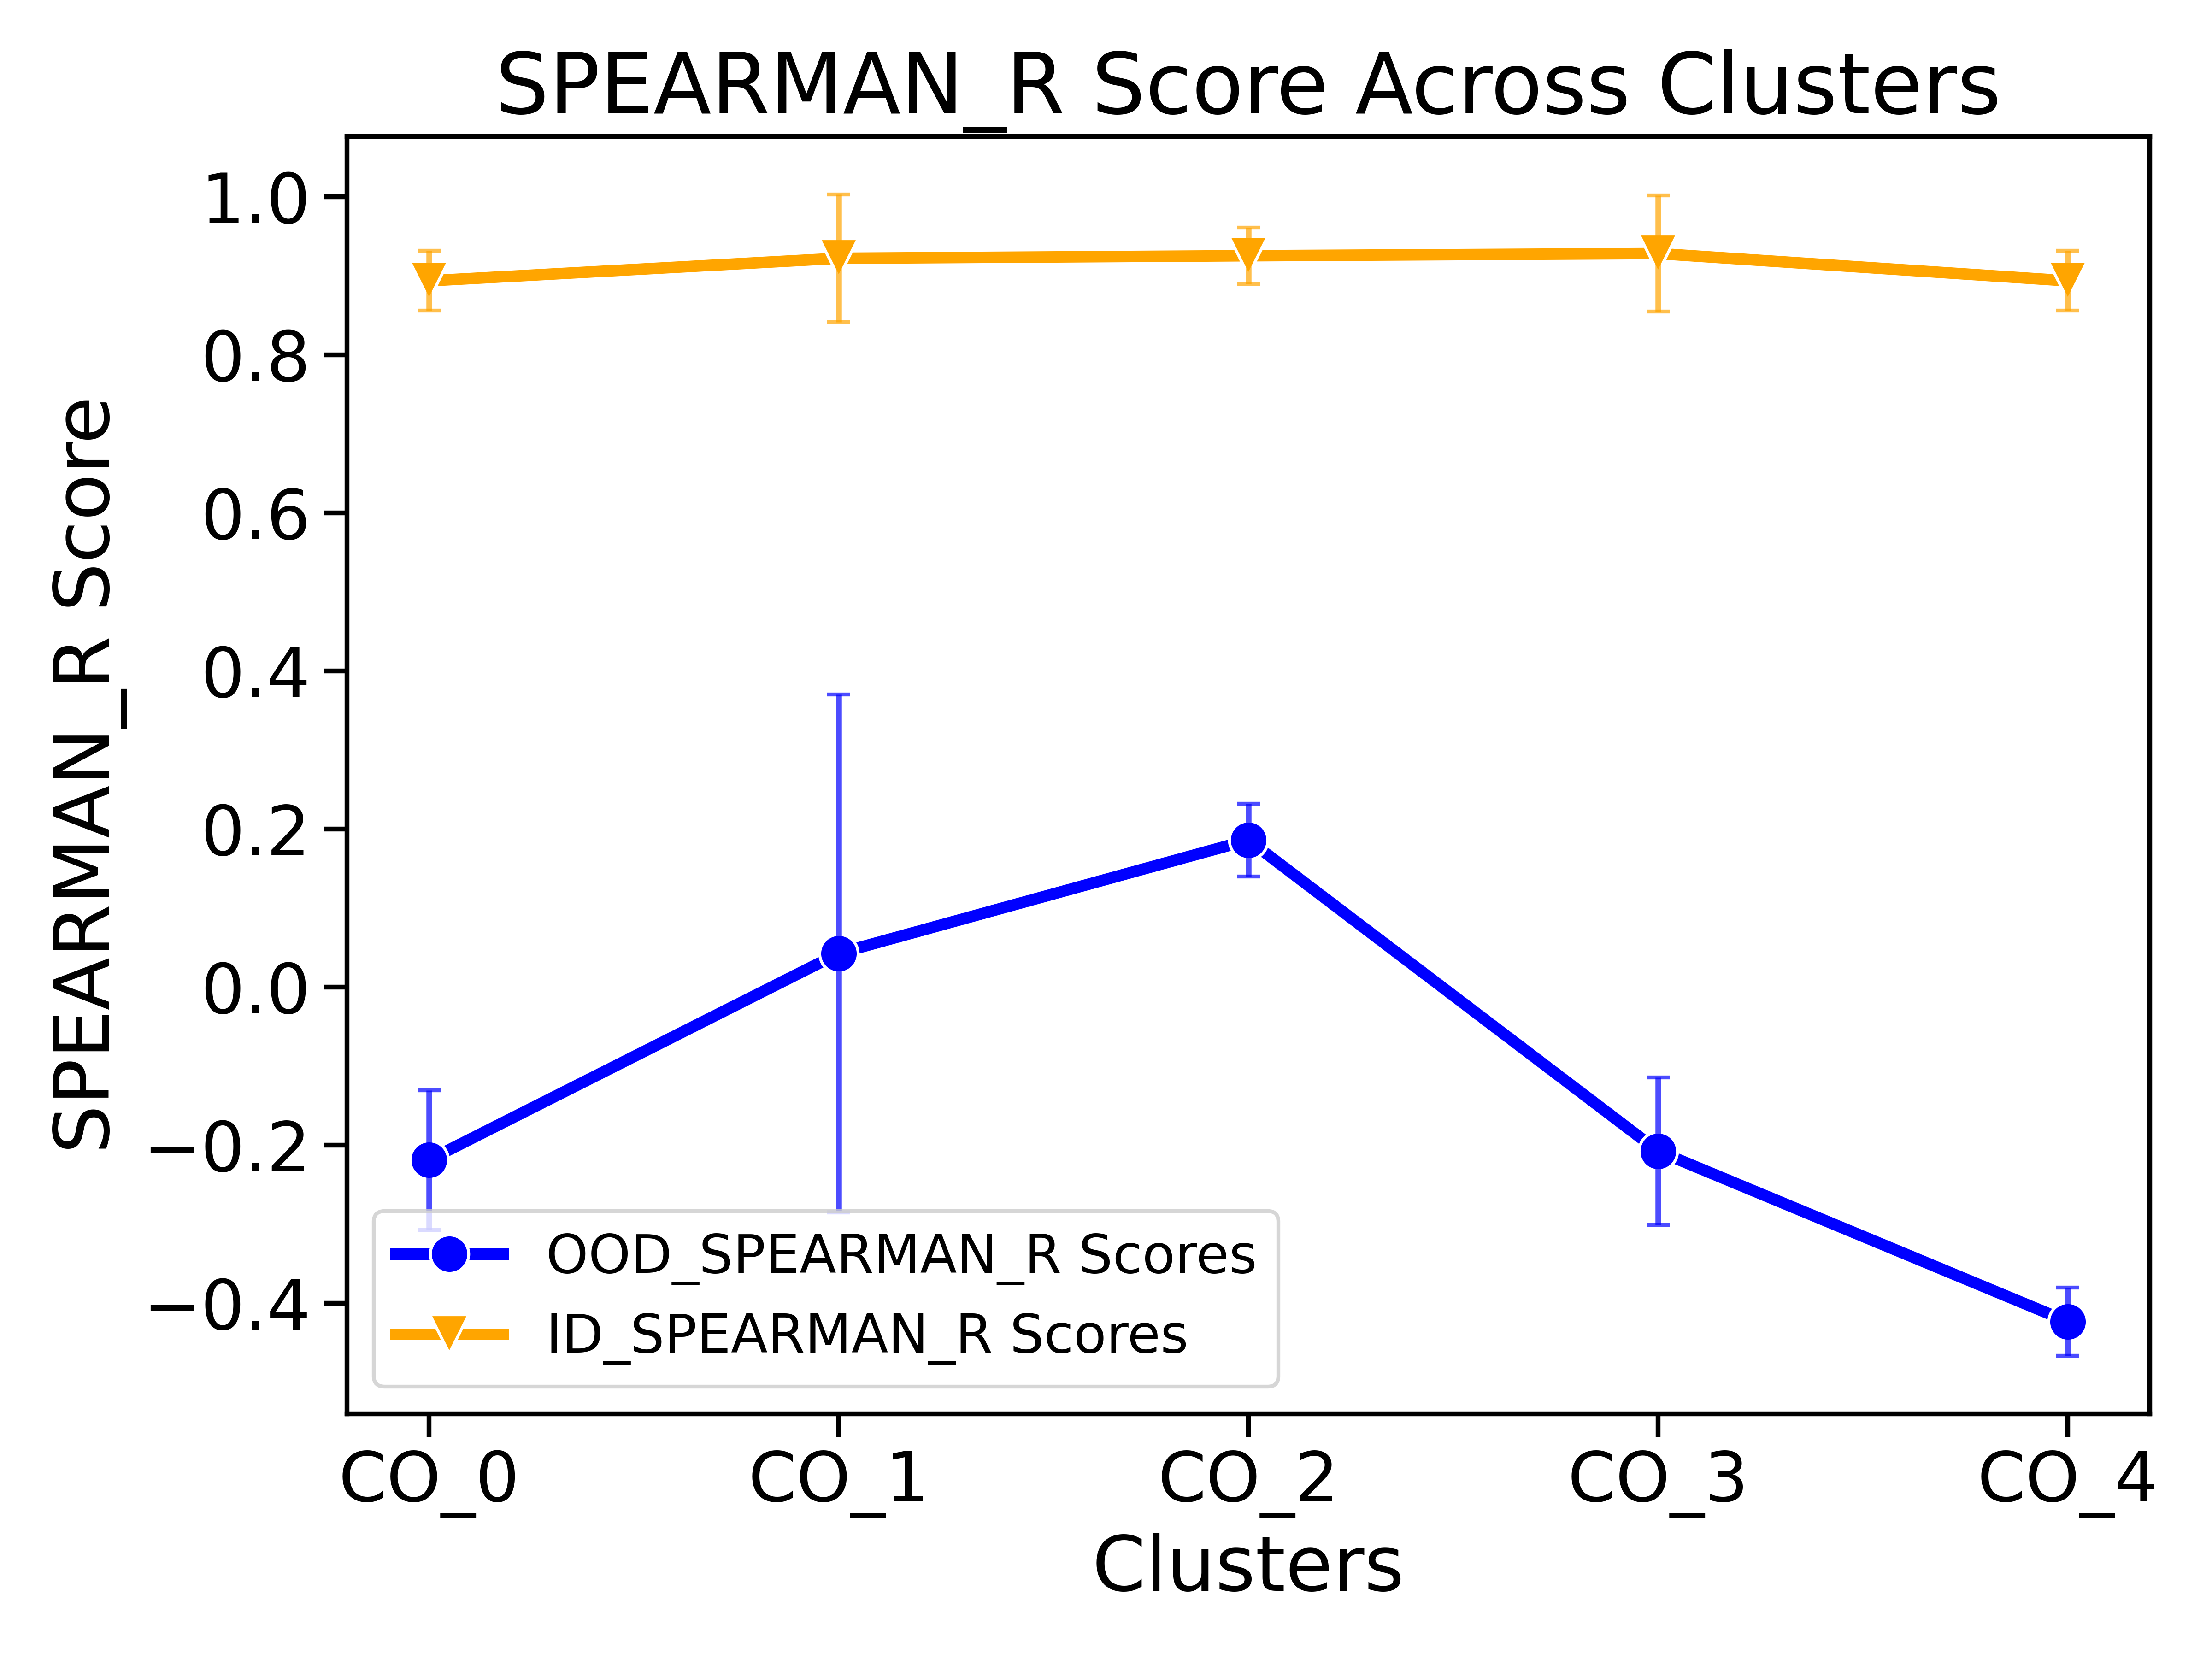 SPEARMAN_R Score Across Clusters
SPEARMAN_R Score
1.0
0.8
0.6
0.4
0.2
0.0
−0.2
−0.4
OOD_SPEARMAN_R Scores
ID_SPEARMAN_R Scores
CO_0 CO_1 CO_2 CO_3 CO_4
Clusters